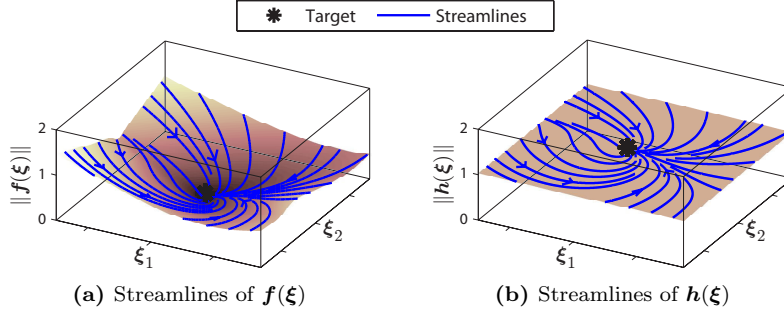 Target Streamlines
2
1
0
‖f(ξ)‖
ξ1
ξ2
(a) Streamlines of f(ξ)
2
1
0
‖h(ξ)‖
ξ1
ξ2
(b) Streamlines of h(ξ)